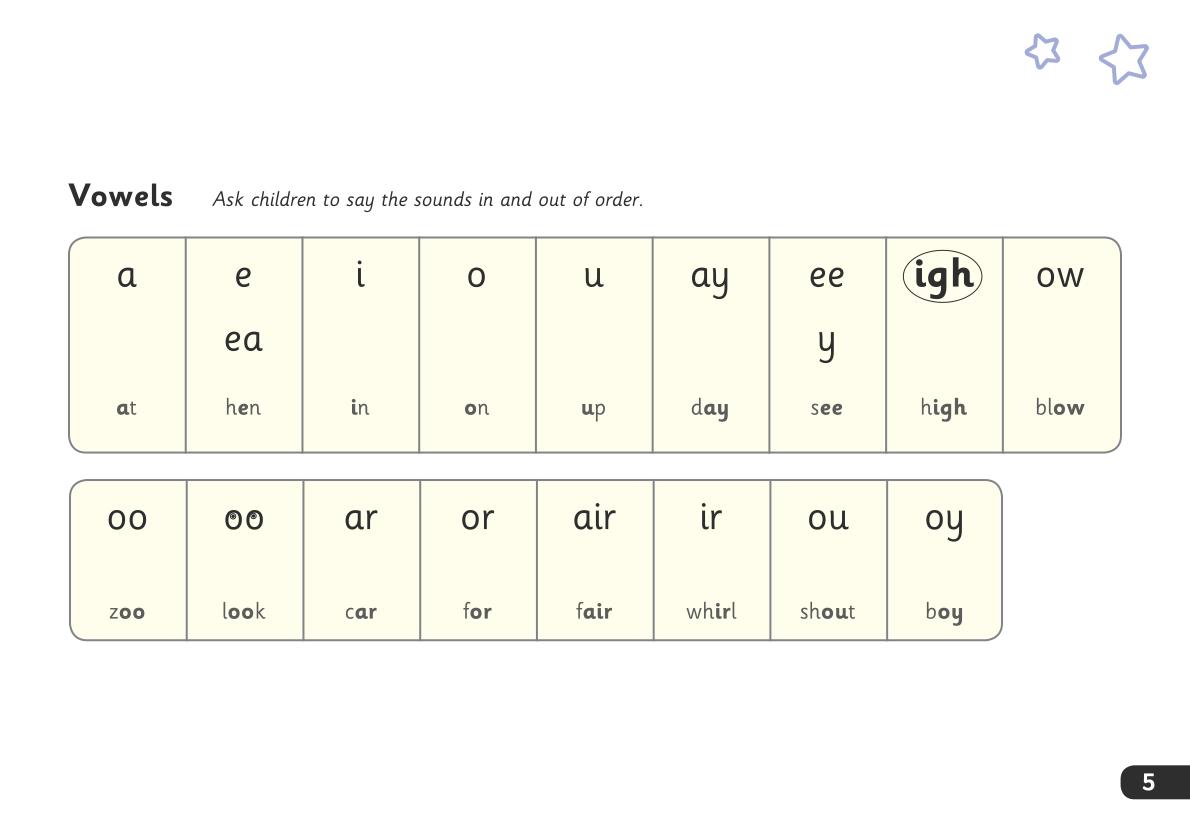 Vowels Ask children to say the sounds in and out of order.
a e i o u ay ee igh ow
ea y
at hen in on up day see high blow
oo oo ar or air ir ou oy
zoo look car for fair whirl shout boy
5